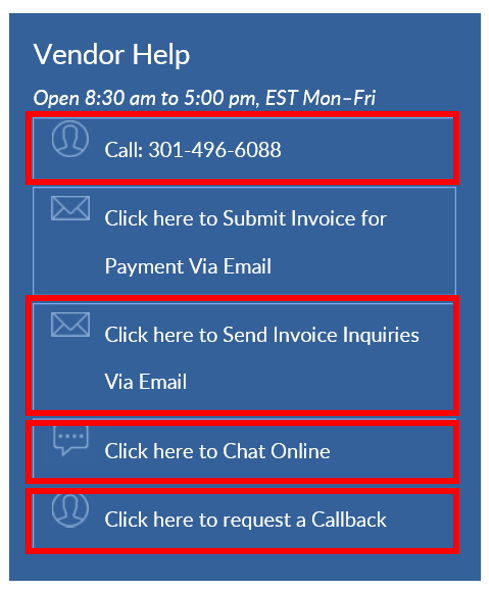 Vendor Help
Open 8:30 am to 5:00 pm, EST Mon–Fri
Call: 301-496-6088
Click here to Submit Invoice for
Payment Via Email
Click here to Send Invoice Inquiries
Via Email
Click here to Chat Online
Click here to request a Callback